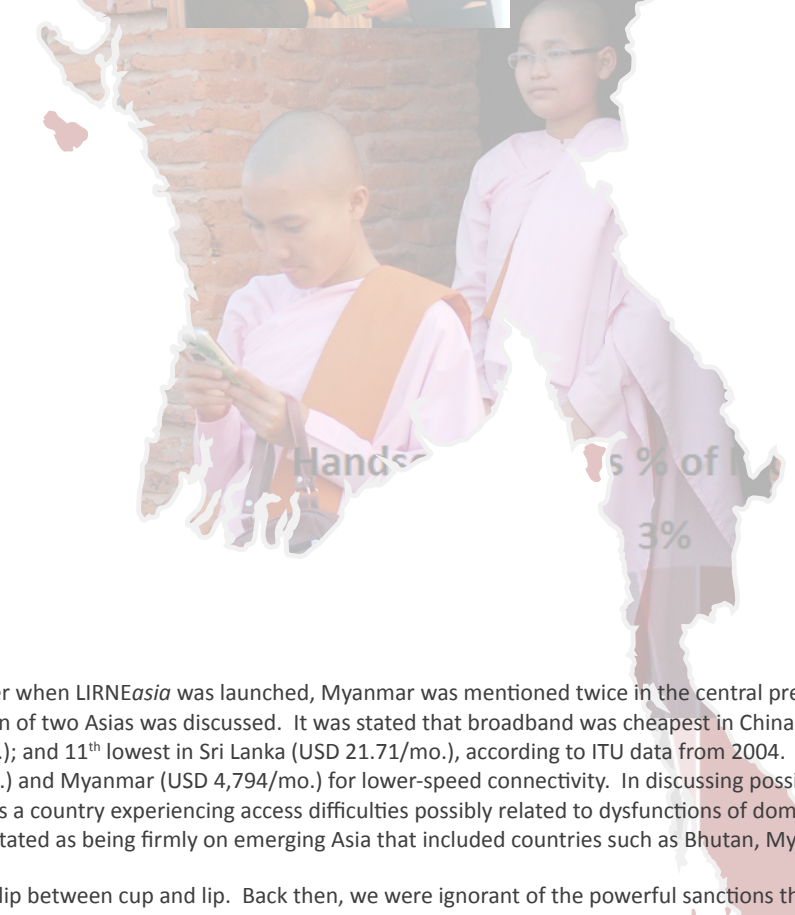 Hands
s % of
3%
er when LIRNEasia was launched, Myanmar was mentioned twice in the central pre
n of two Asias was discussed. It was stated that broadband was cheapest in China
.); and 11th lowest in Sri Lanka (USD 21.71/mo.), according to ITU data from 2004.
.) and Myanmar (USD 4,794/mo.) for lower-speed connectivity. In discussing possi
s a country experiencing access difficulties possibly related to dysfunctions of dom
tated as being firmly on emerging Asia that included countries such as Bhutan, My
lip between cup and lip. Back then, we were ignorant of the powerful sanctions th